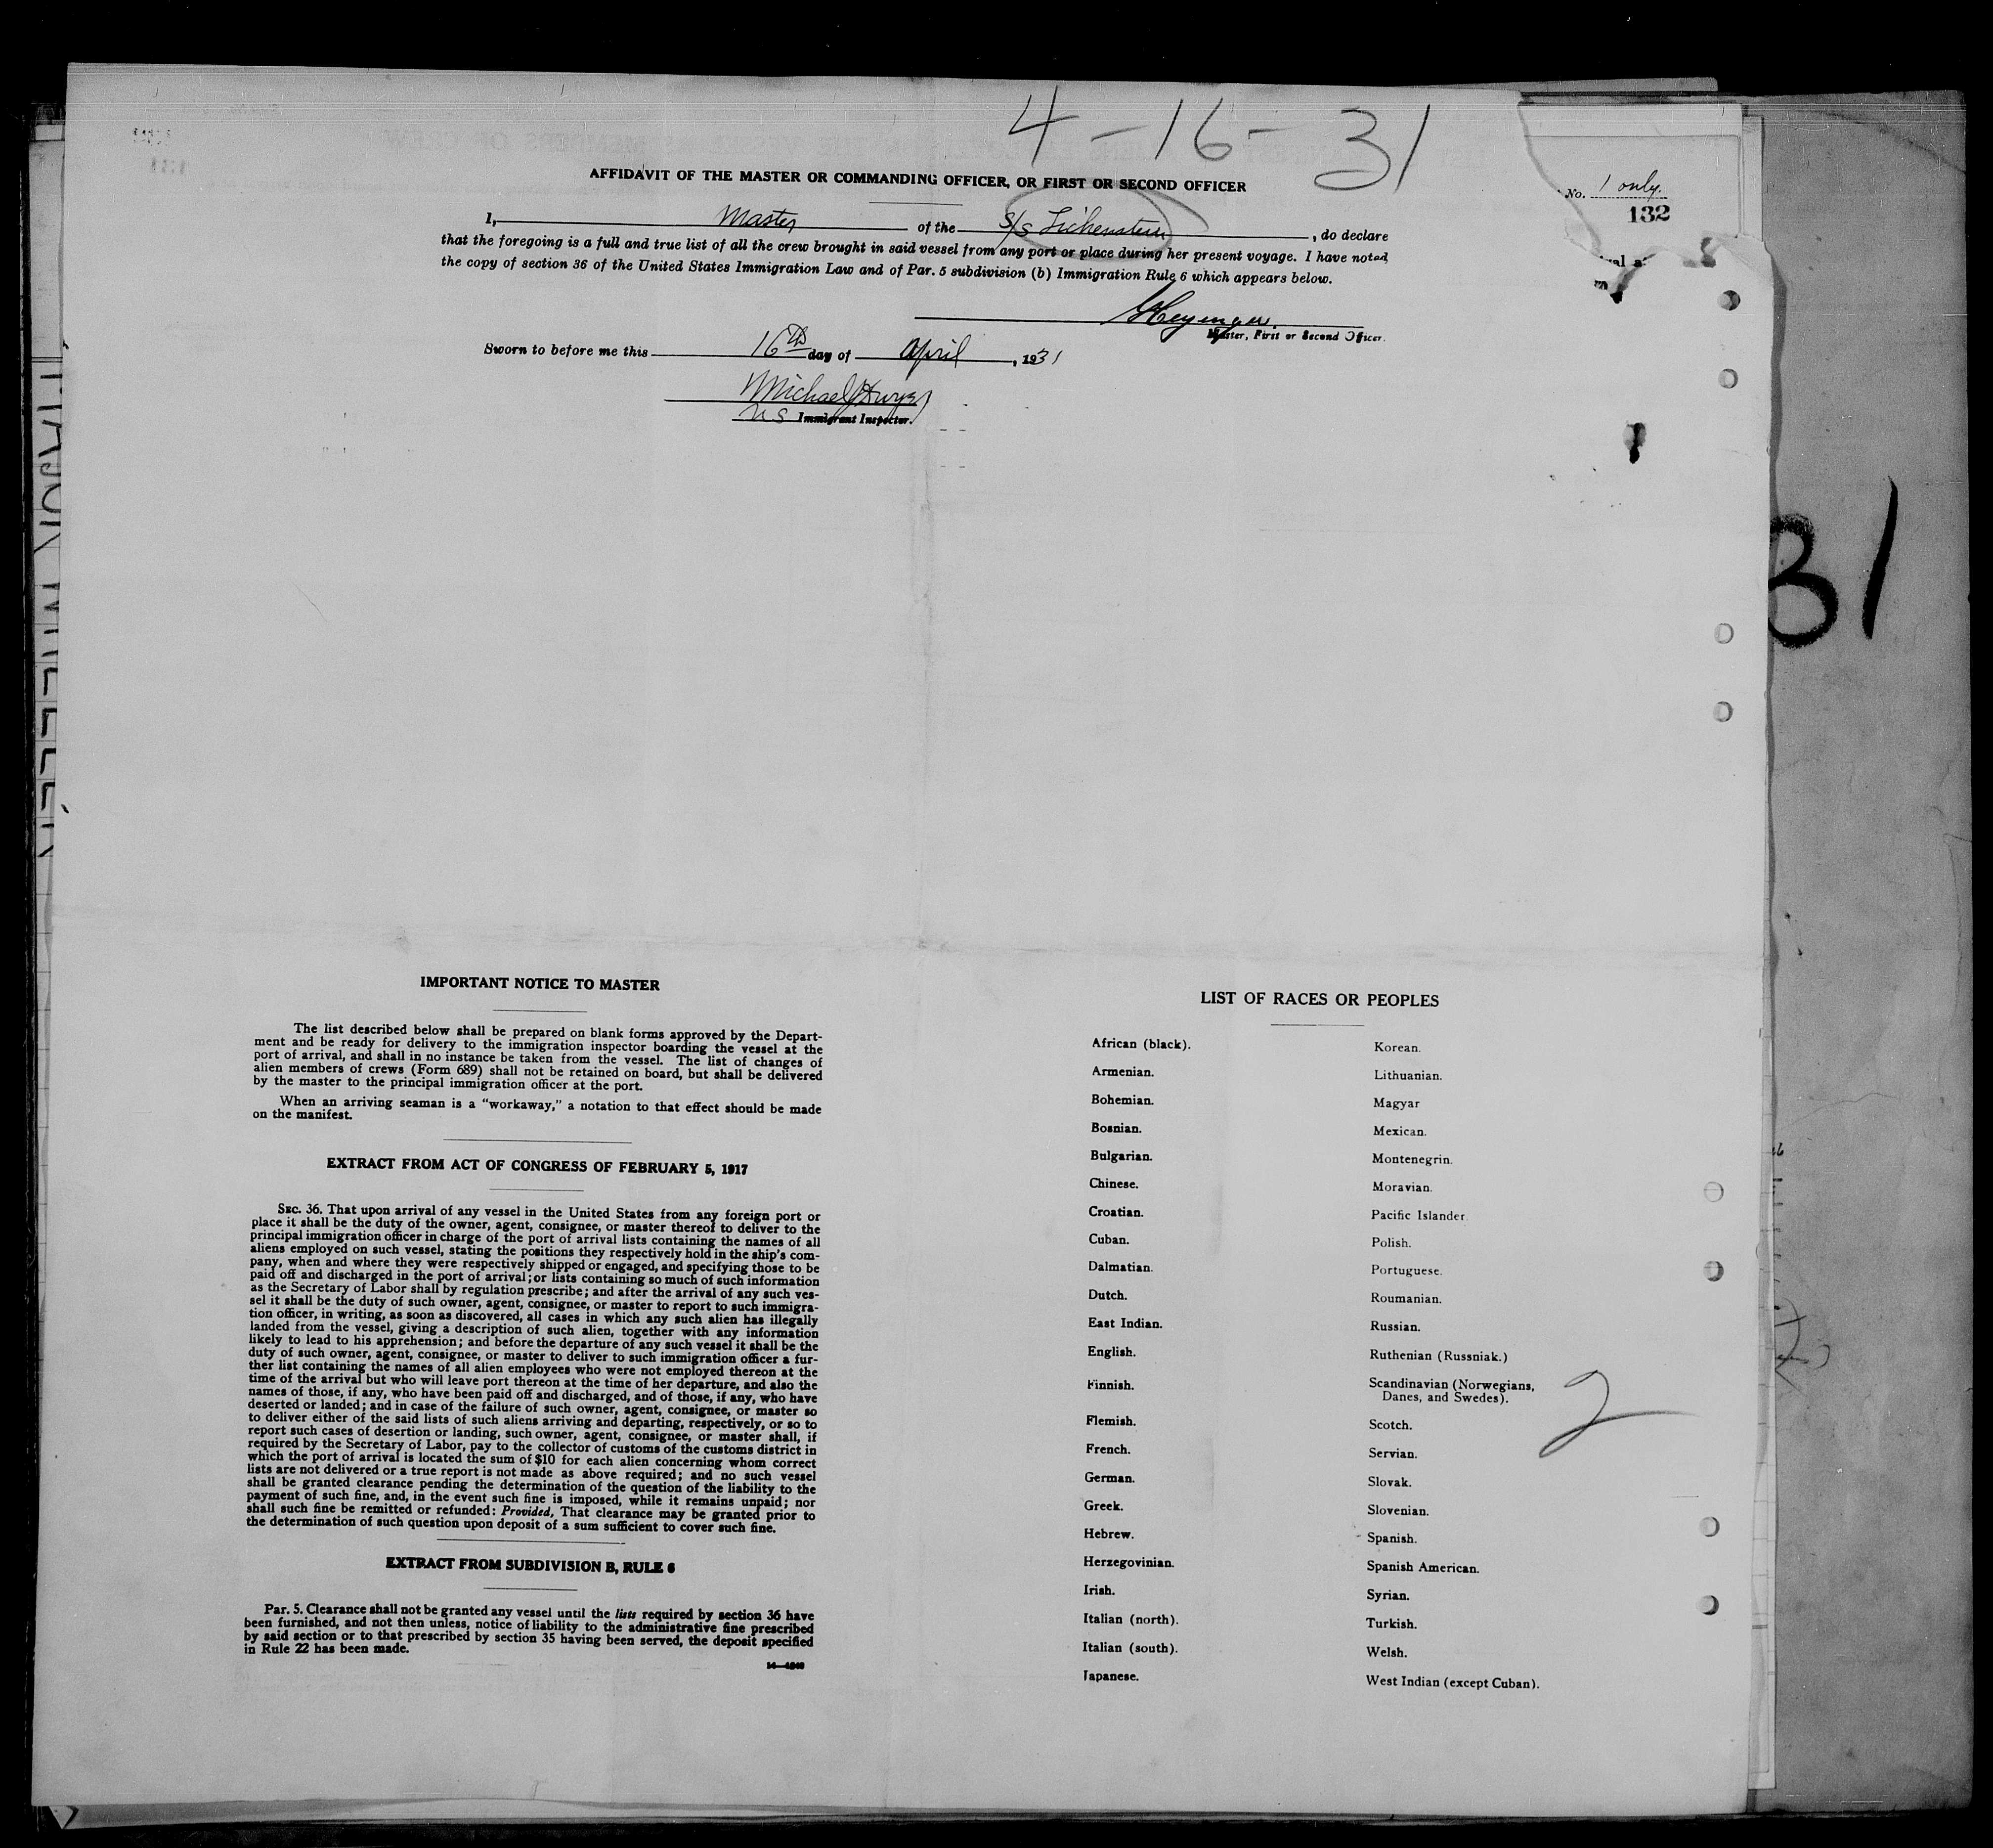 4-16-31
AFFIDAVIT OF THE MASTER OR COMMANDING OFFICER, OR FIRST OR SECOND OFFICER
No. 1 only.
132
I, Master of the S/S Lichenstein, do declare
that the foregoing is a full and true list of all the crew brought in said vessel from any port or place during her present voyage. I have noted
the copy of section 36 of the United States Immigration Law and of Par. 5 subdivision (b) Immigration Rule 6 which appears below.
Master, First or Second Officer.
Sworn to before me this 16th day of April, 1931
Michael
US Immigrant Inspector.
31
IMPORTANT NOTICE TO MASTER
The list described below shall be prepared on blank forms approved by the Depart-
ment and be ready for delivery to the immigration inspector boarding the vessel at the
port of arrival, and shall in no instance be taken from the vessel. The list of changes of
alien members of crews (Form 689) shall not be retained on board, but shall be delivered
by the master to the principal immigration officer at the port.
When an arriving seaman is a "workaway," a notation to that effect should be made
on the manifest.
EXTRACT FROM ACT OF CONGRESS OF FEBRUARY 5, 1917
SEC. 36. That upon arrival of any vessel in the United States from any foreign port or
place it shall be the duty of the owner, agent, consignee, or master thereof to deliver to the
principal immigration officer in charge of the port of arrival lists containing the names of all
aliens employed on such vessel, stating the positions they respectively hold in the ship's com-
pany, when and where they were respectively shipped or engaged, and specifying those to be
paid off and discharged in the port of arrival; or lists containing so much of such information
as the Secretary of Labor shall by regulation prescribe; and after the arrival of any such ves-
sel it shall be the duty of such owner, agent, consignee, or master to report to such immigra-
tion officer, in writing, as soon as discovered, all cases in which any such alien has illegally
landed from the vessel, giving a description of such alien, together with any information
likely to lead to his apprehension; and before the departure of any such vessel it shall be the
duty of such owner, agent, consignee, or master to deliver to such immigration officer a fur-
ther list containing the names of all alien employees who were not employed thereon at the
time of the arrival but who will leave port thereon at the time of her departure, and also the
names of those, if any, who have been paid off and discharged, and of those, if any, who have
deserted or landed; and in case of the failure of such owner, agent, consignee, or master so
to deliver either of the said lists of such aliens arriving and departing, respectively, or so to
report such cases of desertion or landing, such owner, agent, consignee, or master shall, if
required by the Secretary of Labor, pay to the collector of customs of the customs district in
which the port of arrival is located the sum of $10 for each alien concerning whom correct
lists are not delivered or a true report is not made as above required; and no such vessel
shall be granted clearance pending the determination of the question of the liability to the
payment of such fine, and, in the event such fine is imposed, while it remains unpaid; nor
shall such fine be remitted or refunded: Provided, That clearance may be granted prior to
the determination of such question upon deposit of a sum sufficient to cover such fine.
EXTRACT FROM SUBDIVISION B, RULE 6
Par. 5. Clearance shall not be granted any vessel until the lists required by section 36 have
been furnished, and not then unless, notice of liability to the administrative fine prescribed
by said section or to that prescribed by section 35 having been served, the deposit specified
in Rule 22 has been made.
LIST OF RACES OR PEOPLES
African (black).
Armenian.
Bohemian.
Bosnian.
Bulgarian.
Chinese.
Croatian.
Cuban.
Dalmatian.
Dutch.
East Indian.
English.
Finnish.
Flemish.
French.
German.
Greek.
Hebrew.
Herzegovinian.
Irish.
Italian (north).
Italian (south).
Japanese.
Korean.
Lithuanian.
Magyar
Mexican.
Montenegrin.
Moravian.
Pacific Islander
Polish.
Portuguese.
Roumanian.
Russian.
Ruthenian (Russniak.)
Scandinavian (Norwegians,
Danes, and Swedes).
Scotch.
Servian.
Slovak.
Slovenian.
Spanish.
Spanish American.
Syrian.
Turkish.
Welsh.
West Indian (except Cuban).
2